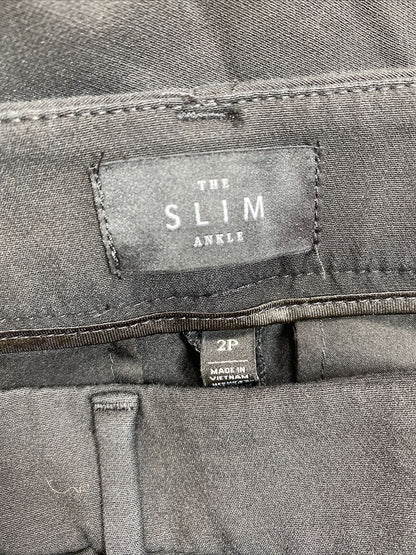 THE
SLIM
ANKLE
2P
MADE IN
VIETNAM